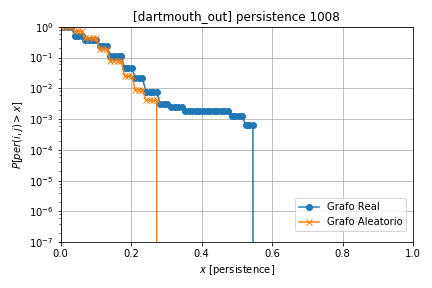 [dartmouth_out] persistence 1008
P[per(i, j) > x]
10^0
10^-1
10^-2
10^-3
10^-4
10^-5
10^-6
10^-7
Grafo Real
Grafo Aleatorio
0.0 0.2 0.4 0.6 0.8 1.0
x [persistence]